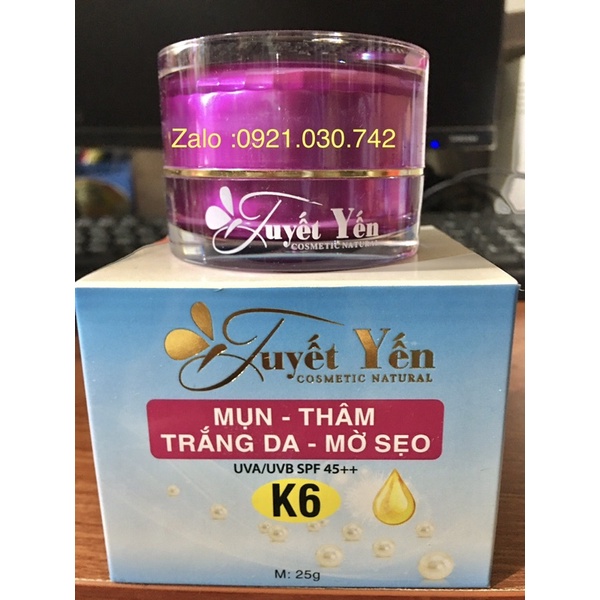 Zalo :0921.030.742
Tuyết Yến
COSMETIC NATURAL
Tuyết Yến
COSMETIC NATURAL
MỤN - THÂM
TRẮNG DA - MỜ SẸO
UVA/UVB SPF 45++
K6
M: 25g